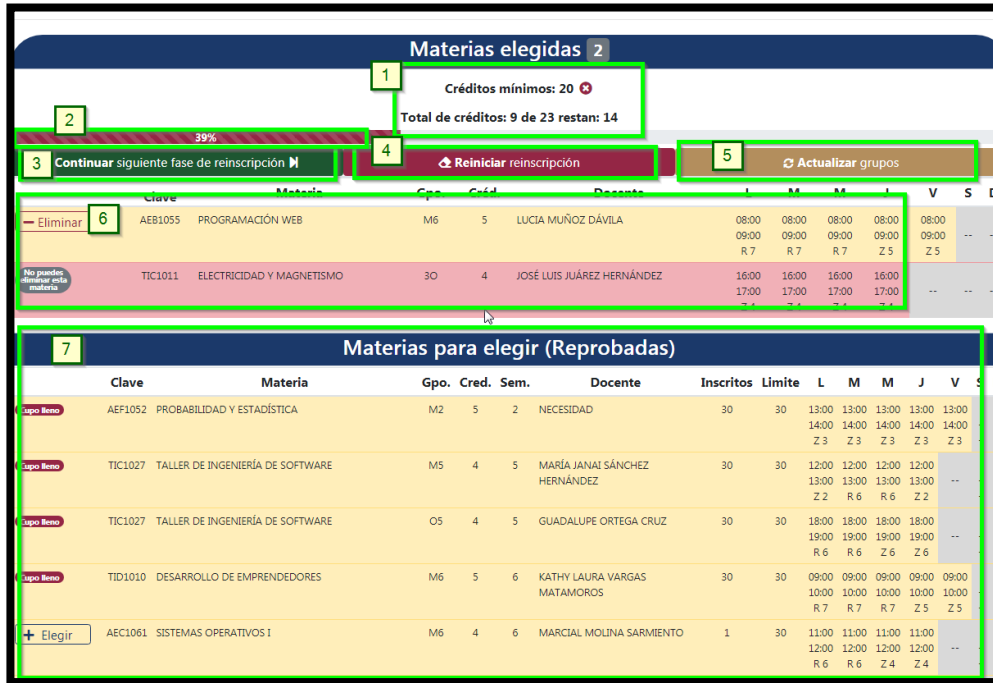 Materias elegidas 2
1
Créditos mínimos: 20
Total de créditos: 9 de 23 restan: 14
2
39%
3 Continuar siguiente fase de reinscripción
4 Reiniciar reinscripción
5 Actualizar grupos
Clave Materia Gpo. Créd. Docente L M M J V S D
6
Eliminar AEB1055 PROGRAMACIÓN WEB M6 5 LUCIA MUÑOZ DÁVILA 08:00 08:00 08:00 08:00 08:00
09:00 09:00 09:00 09:00 09:00 --
R 7 R 7 R 7 Z 5 Z 5
No puedes eliminar esta materia TIC1011 ELECTRICIDAD Y MAGNETISMO 3O 4 JOSÉ LUIS JUÁREZ HERNÁNDEZ 16:00 16:00 16:00 16:00
17:00 17:00 17:00 17:00 -- --
Z 4 Z 4 Z 4 Z 4
7
Materias para elegir (Reprobadas)
Clave Materia Gpo. Cred. Sem. Docente Inscritos Limite L M M J V S
Cupo lleno AEF1052 PROBABILIDAD Y ESTADÍSTICA M2 5 2 NECESIDAD 30 30 13:00 13:00 13:00 13:00 13:00
14:00 14:00 14:00 14:00 14:00
Z 3 Z 3 Z 3 Z 3 Z 3
Cupo lleno TIC1027 TALLER DE INGENIERÍA DE SOFTWARE M5 4 5 MARÍA JANAI SÁNCHEZ 30 30 12:00 12:00 12:00 12:00
HERNÁNDEZ 13:00 13:00 13:00 13:00 --
Z 2 R 6 R 6 Z 2
Cupo lleno TIC1027 TALLER DE INGENIERÍA DE SOFTWARE O5 4 5 GUADALUPE ORTEGA CRUZ 30 30 18:00 18:00 18:00 18:00
19:00 19:00 19:00 19:00 --
R 6 R 6 Z 6 Z 6
Cupo lleno TID1010 DESARROLLO DE EMPRENDEDORES M6 5 6 KATHY LAURA VARGAS 30 30 09:00 09:00 09:00 09:00 09:00
MATAMOROS 10:00 10:00 10:00 10:00 10:00
R 7 R 7 R 7 Z 5 Z 5
Elegir AEC1061 SISTEMAS OPERATIVOS I M6 4 6 MARCIAL MOLINA SARMIENTO 1 30 11:00 11:00 11:00 11:00
12:00 12:00 12:00 12:00 --
R 6 R 6 Z 4 Z 4